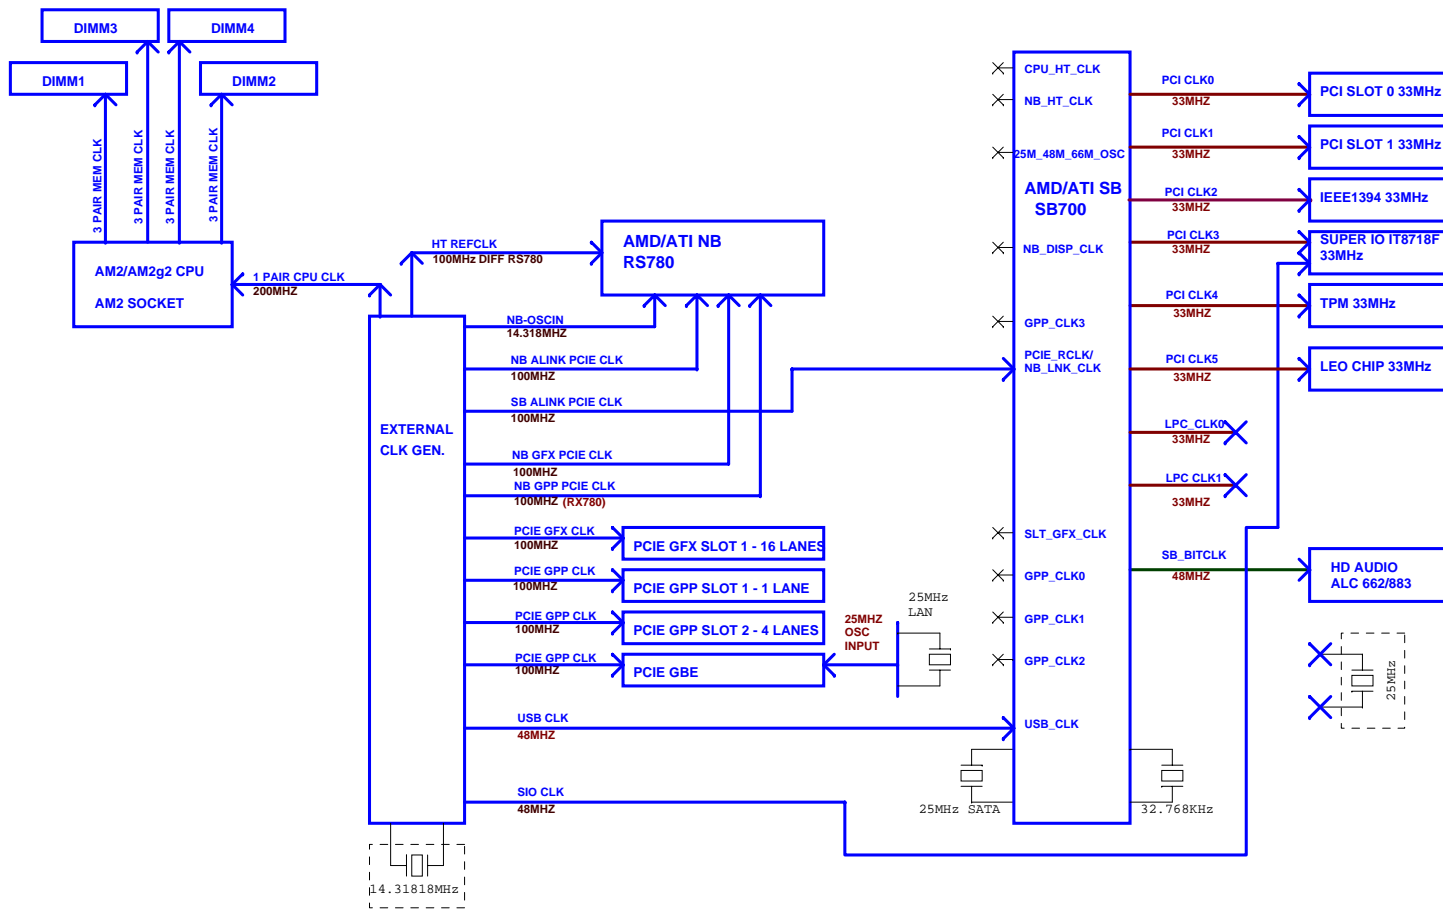 DIMM3
DIMM4
DIMM1
DIMM2
3 PAIR MEM CLK
3 PAIR MEM CLK
3 PAIR MEM CLK
3 PAIR MEM CLK
AM2/AM2g2 CPU
AM2 SOCKET
1 PAIR CPU CLK
200MHZ
HT REFCLK
100MHz DIFF RS780
AMD/ATI NB
RS780
EXTERNAL
CLK GEN.
NB-OSCIN
14.318MHZ
NB ALINK PCIE CLK
100MHZ
SB ALINK PCIE CLK
100MHZ
NB GFX PCIE CLK
100MHZ
NB GPP PCIE CLK
100MHZ (RX780)
PCIE GFX CLK
100MHZ
PCIE GFX SLOT 1 - 16 LANES
PCIE GPP CLK
100MHZ
PCIE GPP SLOT 1 - 1 LANE
PCIE GPP CLK
100MHZ
PCIE GPP SLOT 2 - 4 LANES
PCIE GPP CLK
100MHZ
PCIE GBE
25MHZ
OSC
INPUT
25MHz
LAN
USB CLK
48MHZ
SIO CLK
48MHZ
14.31818MHz
CPU_HT_CLK
NB_HT_CLK
25M_48M_66M_OSC
AMD/ATI SB
SB700
NB_DISP_CLK
GPP_CLK3
PCIE_RCLK/
NB_LNK_CLK
SLT_GFX_CLK
GPP_CLK0
GPP_CLK1
GPP_CLK2
USB_CLK
25MHz SATA
32.768KHz
PCI CLK0
33MHZ
PCI SLOT 0 33MHz
PCI CLK1
33MHZ
PCI SLOT 1 33MHz
PCI CLK2
33MHZ
IEEE1394 33MHz
PCI CLK3
33MHZ
SUPER IO IT8718F
33MHz
PCI CLK4
33MHZ
TPM 33MHz
PCI CLK5
33MHZ
LEO CHIP 33MHz
LPC_CLK0
33MHZ
LPC CLK1
33MHZ
SB_BITCLK
48MHZ
HD AUDIO
ALC 662/883
25MHz